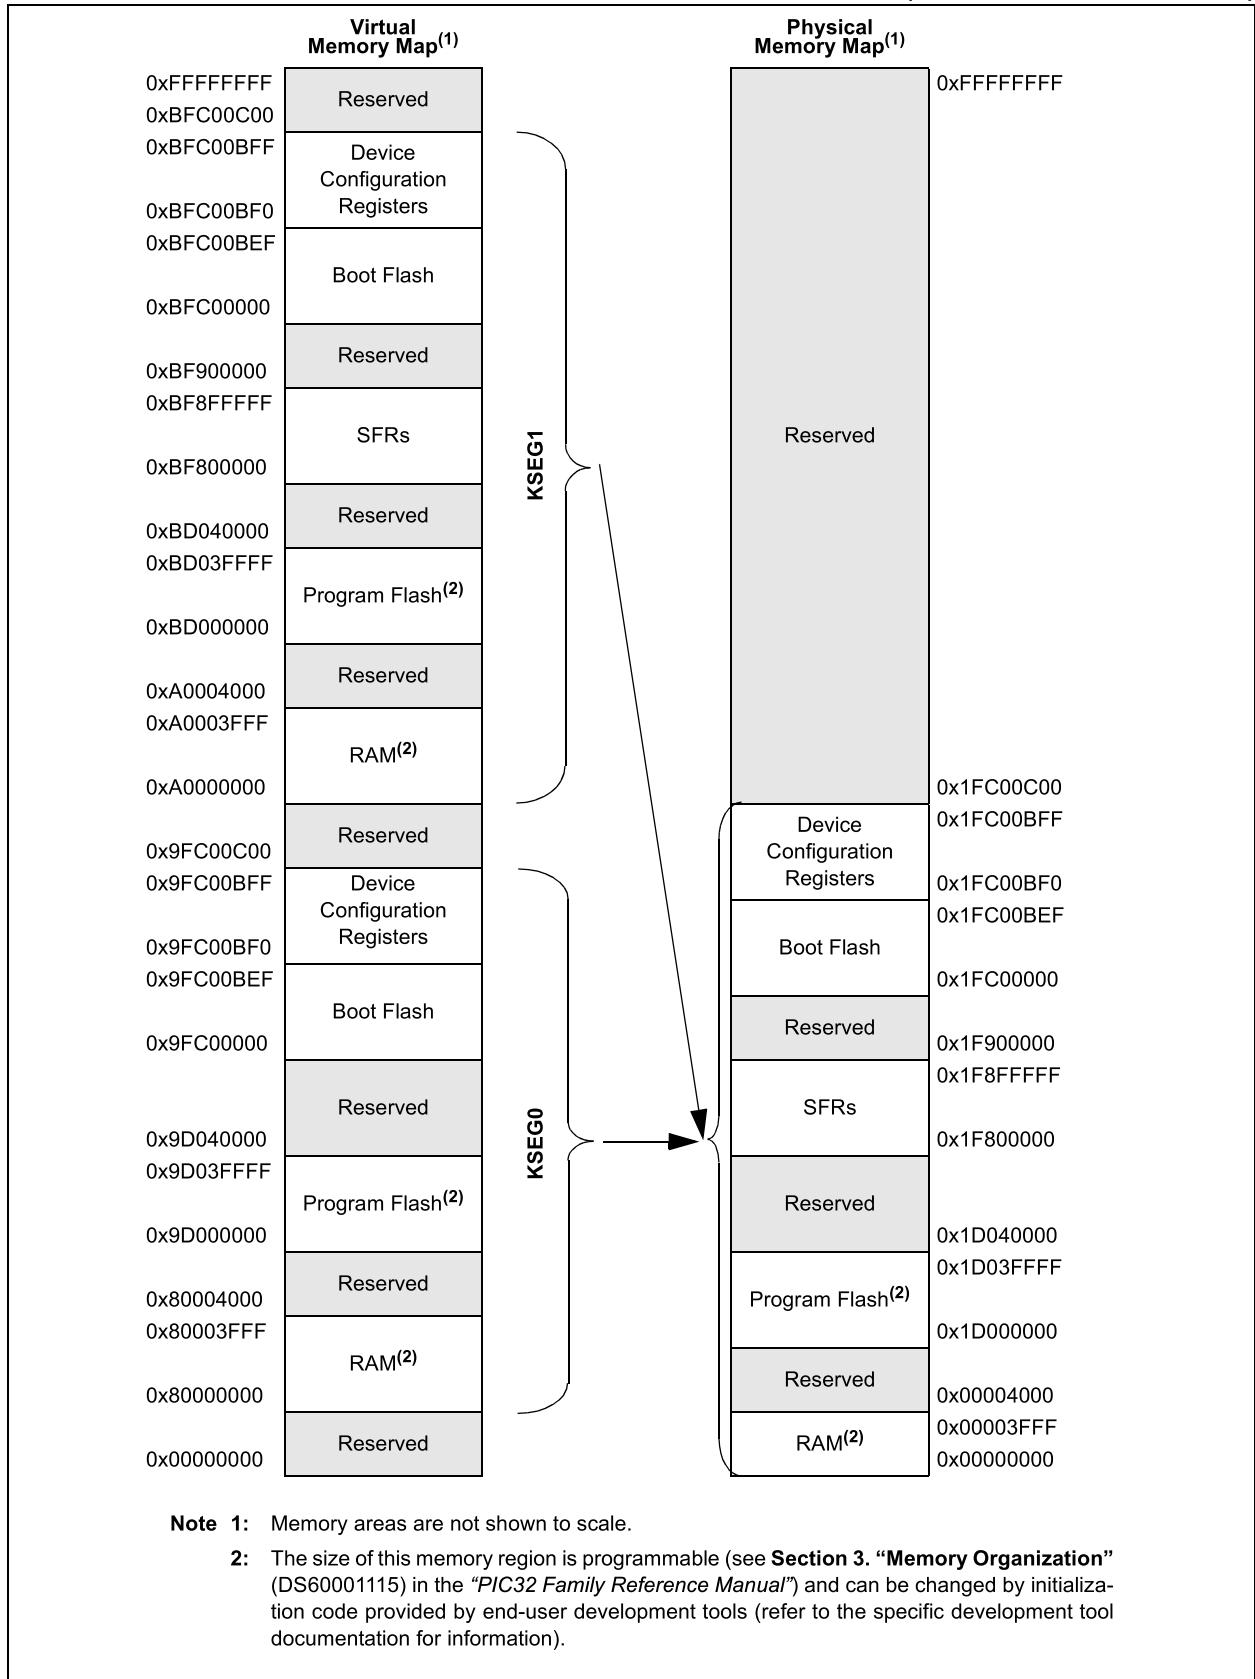 Virtual
Memory Map(1)
0xFFFFFFFF
Reserved
0xBFC00C00
0xBFC00BFF
Device
Configuration
Registers
0xBFC00BF0
0xBFC00BEF
Boot Flash
0xBFC00000
Reserved
0xBF900000
0xBF8FFFFF
SFRs
0xBF800000
Reserved
0xBD040000
0xBD03FFFF
Program Flash(2)
0xBD000000
Reserved
0xA0004000
0xA0003FFF
RAM(2)
0xA0000000
Reserved
0x9FC00C00
0x9FC00BFF
Device
Configuration
Registers
0x9FC00BF0
0x9FC00BEF
Boot Flash
0x9FC00000
Reserved
0x9D040000
0x9D03FFFF
Program Flash(2)
0x9D000000
Reserved
0x80004000
0x80003FFF
RAM(2)
0x80000000
Reserved
0x00000000
KSEG1
KSEG0
Physical
Memory Map(1)
0xFFFFFFFF
Reserved
0x1FC00C00
0x1FC00BFF
Device
Configuration
Registers
0x1FC00BF0
0x1FC00BEF
Boot Flash
0x1FC00000
Reserved
0x1F900000
0x1F8FFFFF
SFRs
0x1F800000
Reserved
0x1D040000
0x1D03FFFF
Program Flash(2)
0x1D000000
Reserved
0x00004000
0x00003FFF
RAM(2)
0x00000000
Note 1: Memory areas are not shown to scale.
2: The size of this memory region is programmable (see Section 3. “Memory Organization”
(DS60001115) in the “PIC32 Family Reference Manual”) and can be changed by initializa-
tion code provided by end-user development tools (refer to the specific development tool
documentation for information).